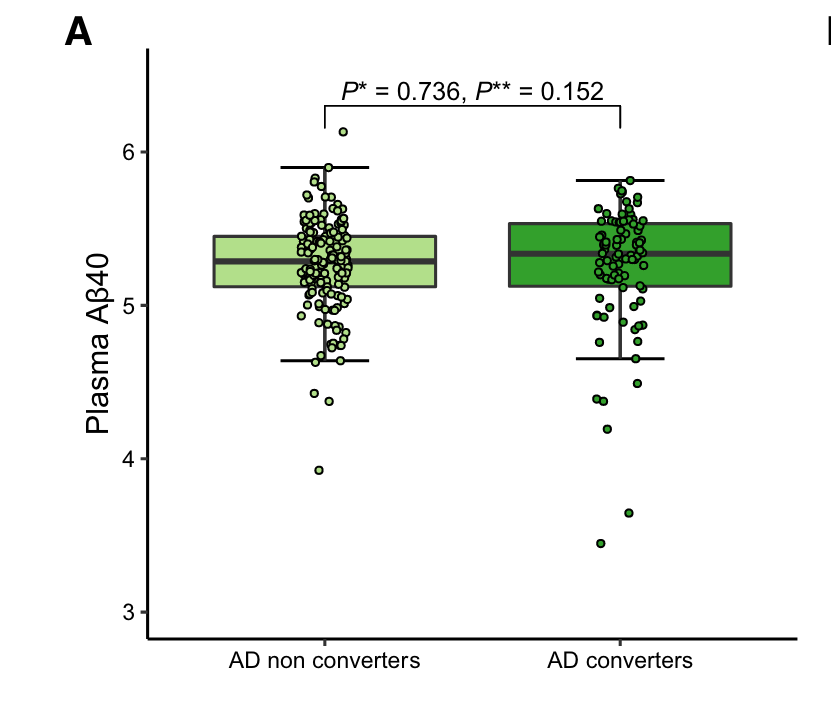 A
P* = 0.736, P** = 0.152
6
5
4
3
Plasma Aβ40
AD non converters
AD converters